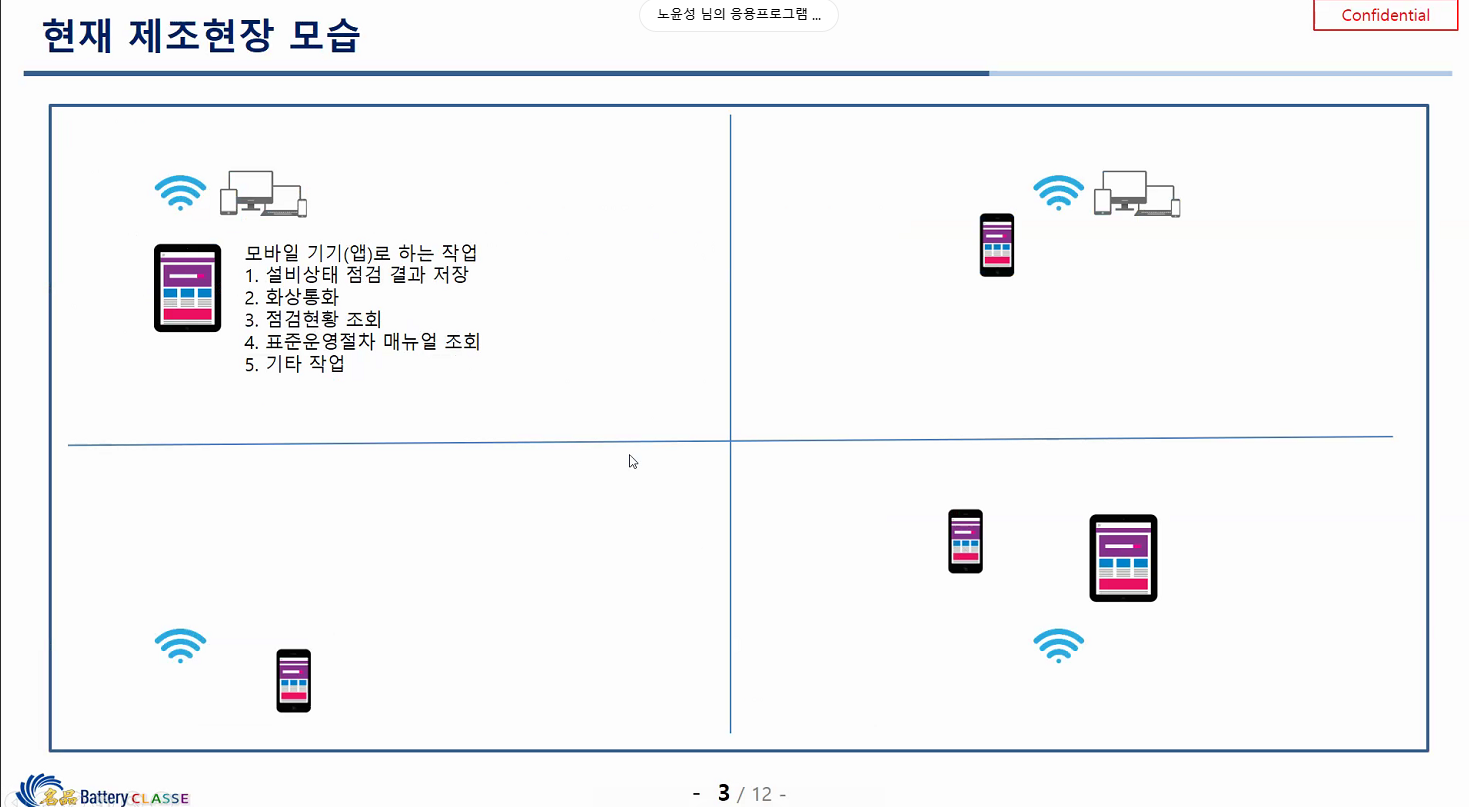 현재 제조현장 모습
노윤성 님의 응용프로그램 ...
Confidential
모바일 기기(앱)로 하는 작업
1. 설비상태 점검 결과 저장
2. 화상통화
3. 점검현황 조회
4. 표준운영절차 매뉴얼 조회
5. 기타 작업
名品 Battery CLASSE
- 3 / 12 -